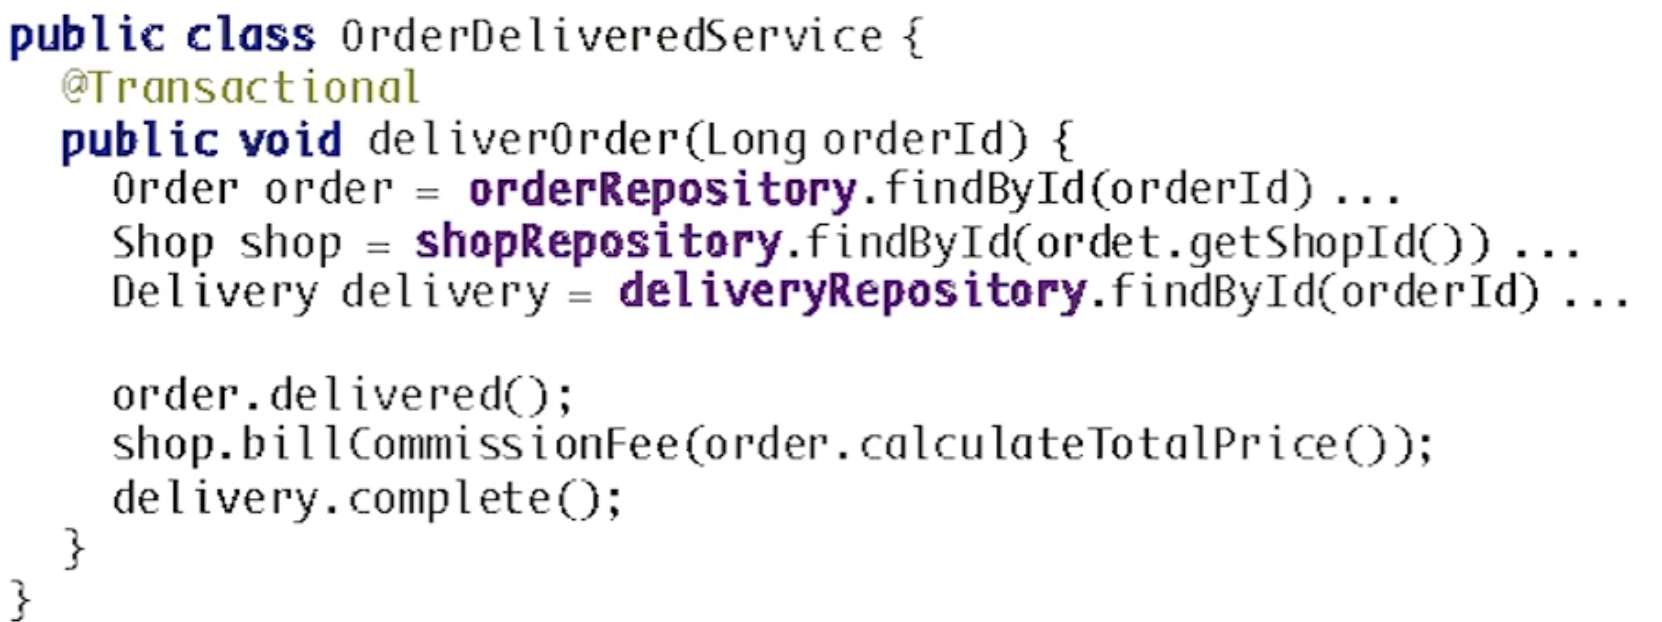 public class OrderDeliveredService {
@Transactional
public void deliverOrder(Long orderId) {
Order order = orderRepository.findById(orderId) ...
Shop shop = shopRepository.findById(ordet.getShopId()) ...
Delivery delivery = deliveryRepository.findById(orderId) ...
order.delivered();
shop.billCommissionFee(order.calculateTotalPrice());
delivery.complete();
}
}